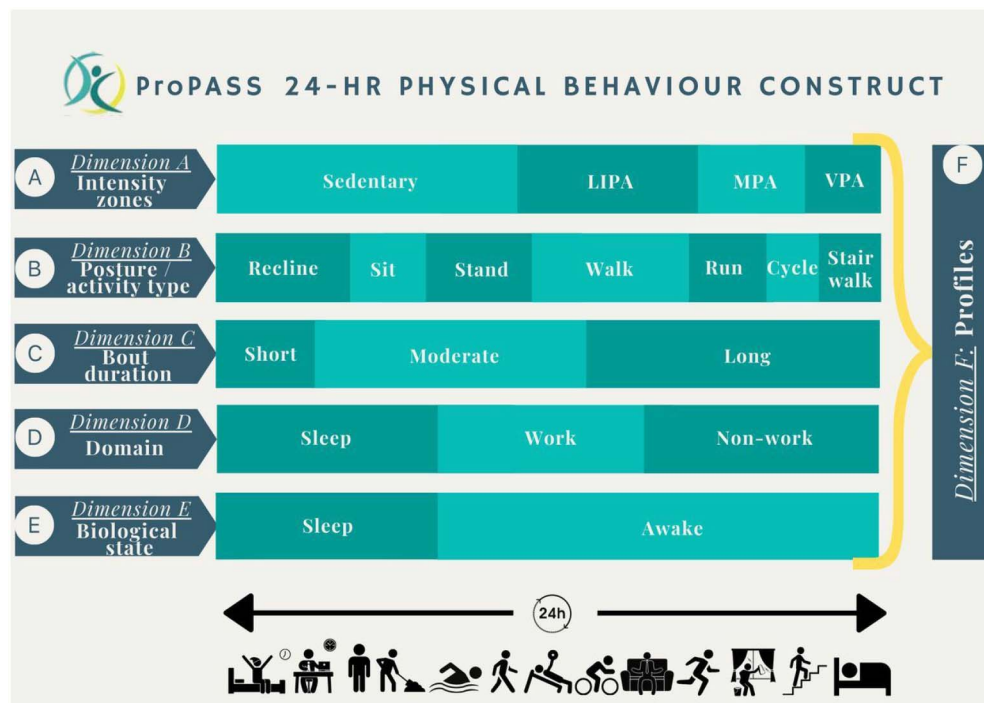 ProPASS 24-HR PHYSICAL BEHAVIOUR CONSTRUCT
A
Dimension A
Intensity
zones
Sedentary
LIPA
MPA
VPA
B
Dimension B
Posture /
activity type
Recline
Sit
Stand
Walk
Run
Cycle
Stair
walk
C
Dimension C
Bout
duration
Short
Moderate
Long
D
Dimension D
Domain
Sleep
Work
Non-work
E
Dimension E
Biological
state
Sleep
Awake
F
Dimension F: Profiles
24h